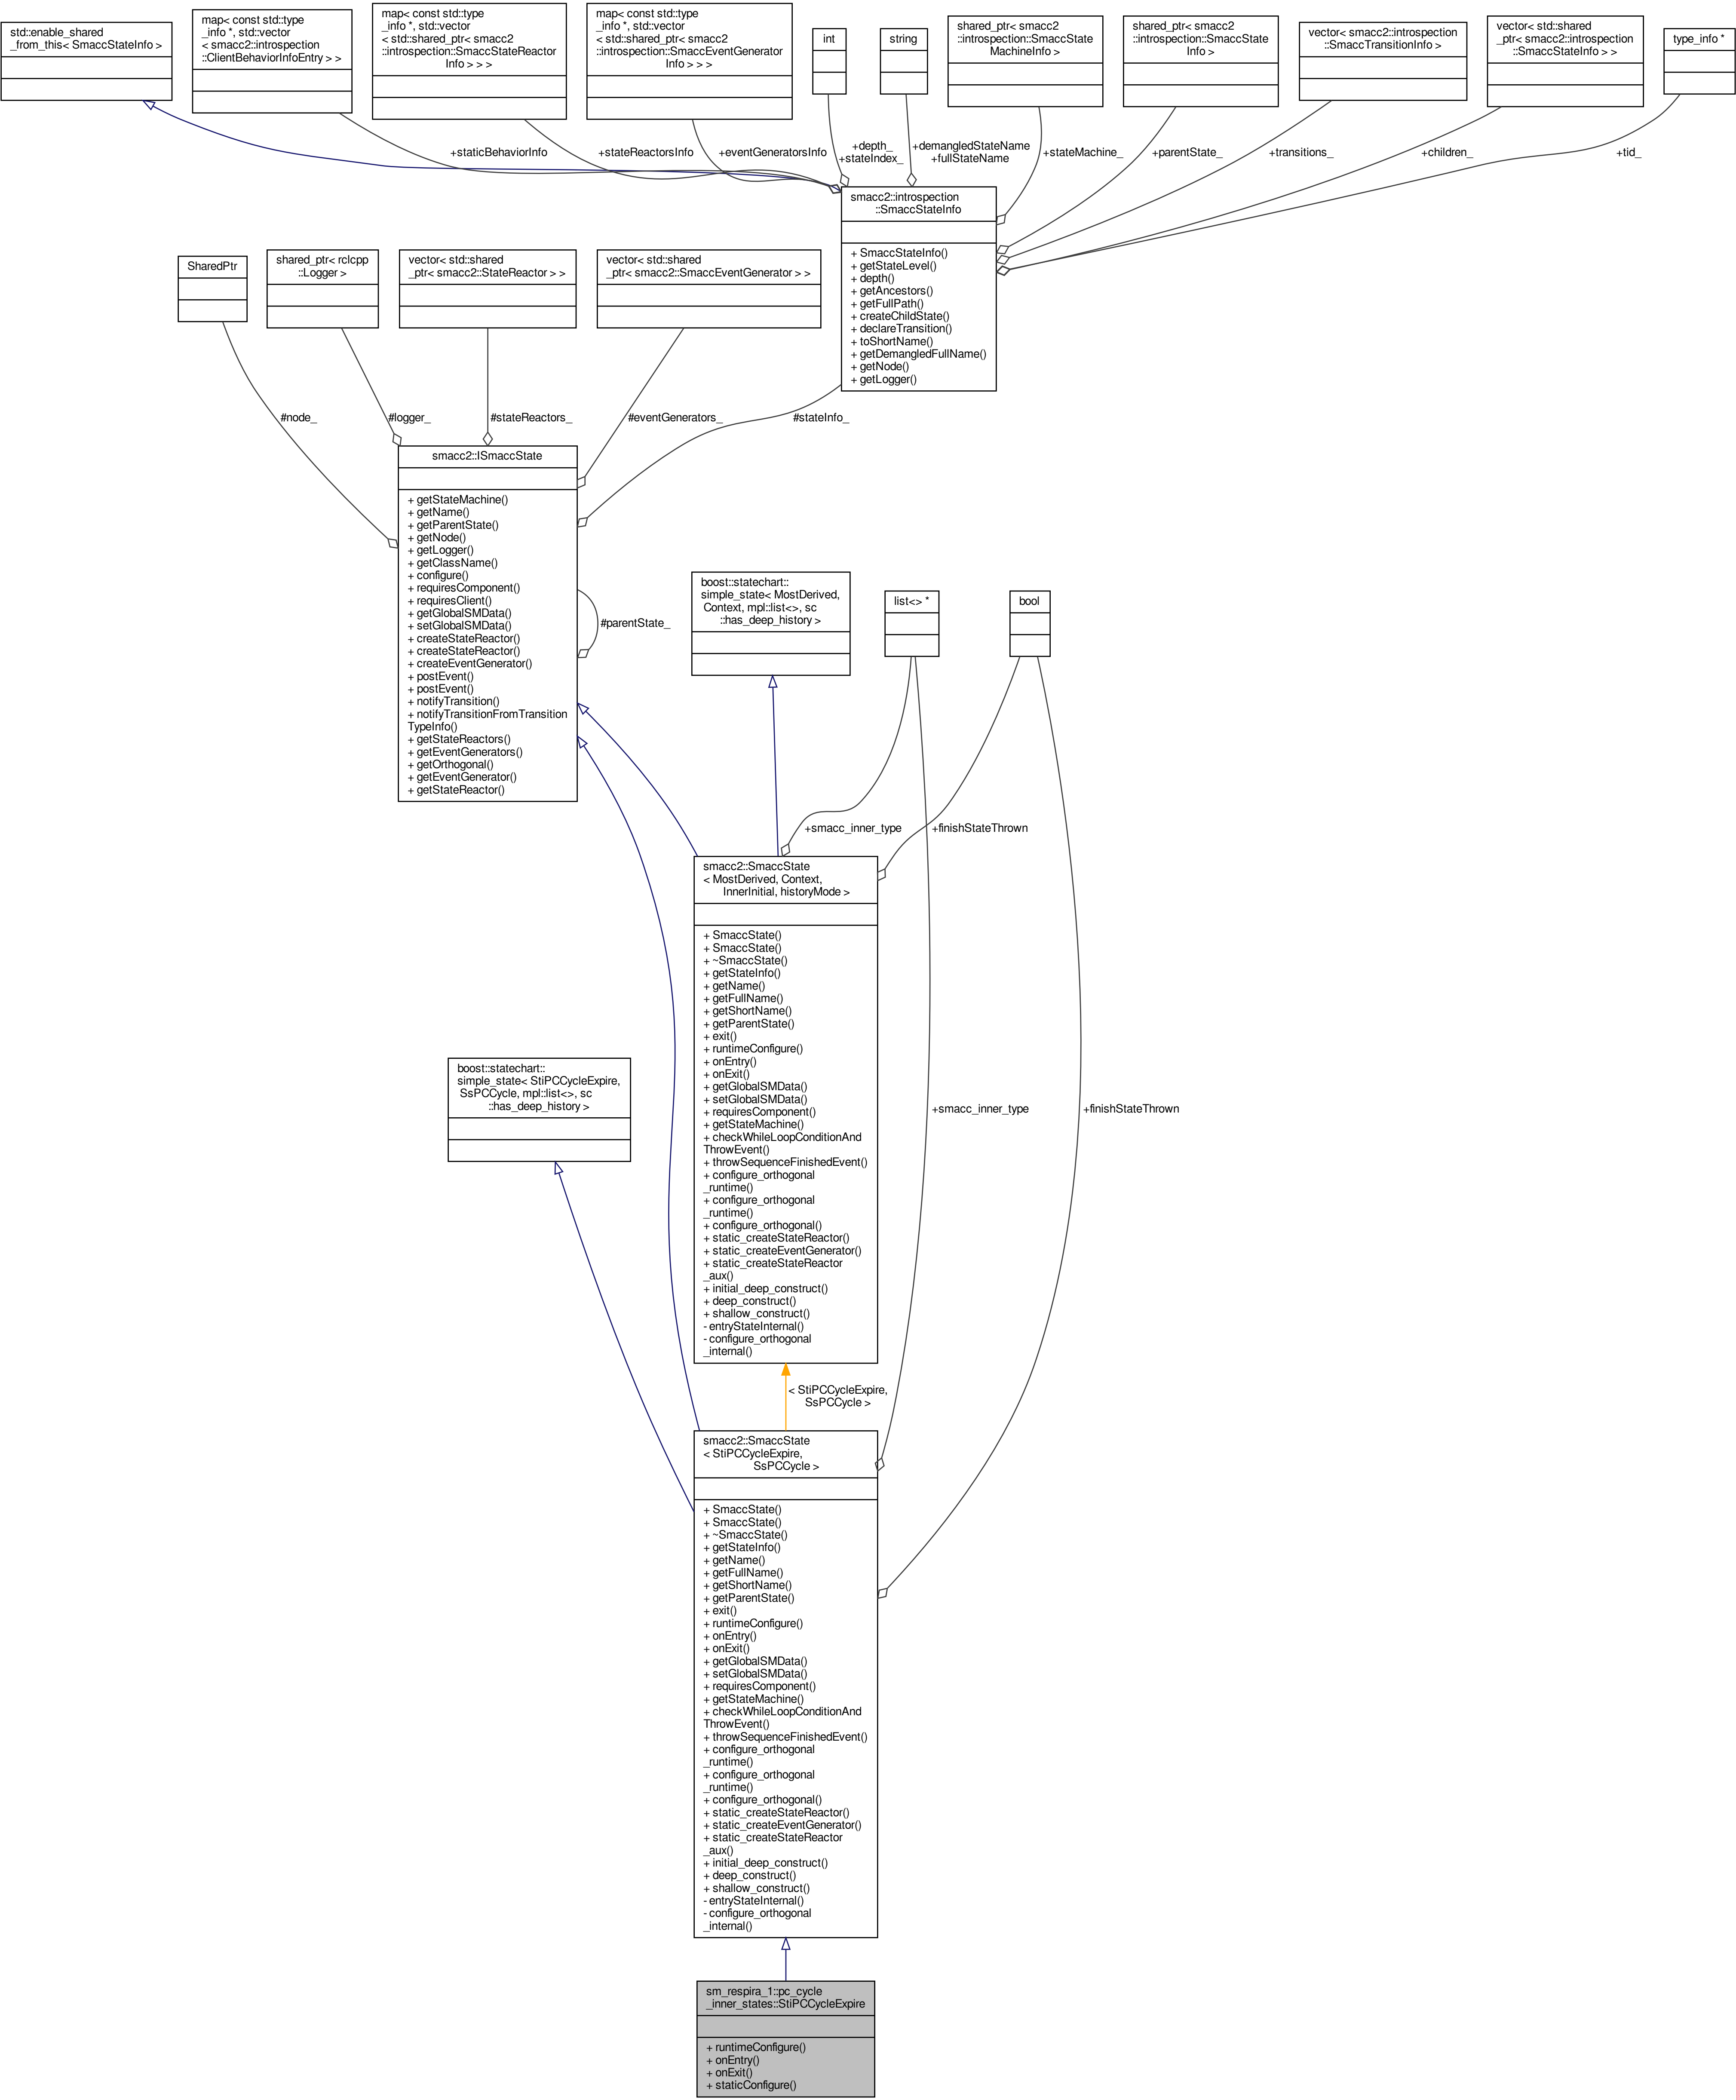 std::enable_shared
_from_this< SmaccStateInfo >
map< const std::type
_info *, std::vector
< smacc2::introspection
::ClientBehaviorInfoEntry > >
map< const std::type
_info *, std::vector
< std::shared_ptr< smacc2
::introspection::SmaccStateReactor
Info > > >
map< const std::type
_info *, std::vector
< std::shared_ptr< smacc2
::introspection::SmaccEventGenerator
Info > > >
int
string
shared_ptr< smacc2
::introspection::SmaccState
MachineInfo >
shared_ptr< smacc2
::introspection::SmaccState
Info >
vector< smacc2::introspection
::SmaccTransitionInfo >
vector< std::shared
_ptr< smacc2::introspection
::SmaccStateInfo > >
type_info *
+staticBehaviorInfo
+stateReactorsInfo
+eventGeneratorsInfo
+depth_
+stateIndex_
+demangledStateName
+fullStateName
+stateMachine_
+parentState_
+transitions_
+children_
+tid_
smacc2::introspection
::SmaccStateInfo
+ SmaccStateInfo()
+ getStateLevel()
+ depth()
+ getAncestors()
+ getFullPath()
+ createChildState()
+ declareTransition()
+ toShortName()
+ getDemangledFullName()
+ getNode()
+ getLogger()
SharedPtr
shared_ptr< rclcpp
::Logger >
vector< std::shared
_ptr< smacc2::StateReactor > >
vector< std::shared
_ptr< smacc2::SmaccEventGenerator > >
#node_
#logger_
#stateReactors_
#eventGenerators_
#stateInfo_
smacc2::ISmaccState
+ getStateMachine()
+ getName()
+ getParentState()
+ getNode()
+ getLogger()
+ getClassName()
+ configure()
+ requiresComponent()
+ requiresClient()
+ getGlobalSMData()
+ setGlobalSMData()
+ createStateReactor()
+ createStateReactor()
+ createEventGenerator()
+ postEvent()
+ postEvent()
+ notifyTransition()
+ notifyTransitionFromTransition
TypeInfo()
+ getStateReactors()
+ getEventGenerators()
+ getOrthogonal()
+ getEventGenerator()
+ getStateReactor()
#parentState_
boost::statechart::
simple_state< MostDerived,
Context, mpl::list<>, sc
::has_deep_history >
list<> *
bool
+smacc_inner_type
+finishStateThrown
smacc2::SmaccState
< MostDerived, Context,
InnerInitial, historyMode >
+ SmaccState()
+ SmaccState()
+ ~SmaccState()
+ getStateInfo()
+ getName()
+ getFullName()
+ getShortName()
+ getParentState()
+ exit()
+ runtimeConfigure()
+ onEntry()
+ onExit()
+ getGlobalSMData()
+ setGlobalSMData()
+ requiresComponent()
+ getStateMachine()
+ checkWhileLoopConditionAnd
ThrowEvent()
+ throwSequenceFinishedEvent()
+ configure_orthogonal
_runtime()
+ configure_orthogonal
_runtime()
+ configure_orthogonal()
+ static_createStateReactor()
+ static_createEventGenerator()
+ static_createStateReactor
_aux()
+ initial_deep_construct()
+ deep_construct()
+ shallow_construct()
- entryStateInternal()
- configure_orthogonal
_internal()
boost::statechart::
simple_state< StiPCCycleExpire,
SsPCCycle, mpl::list<>, sc
::has_deep_history >
+smacc_inner_type
+finishStateThrown
< StiPCCycleExpire,
SsPCCycle >
smacc2::SmaccState
< StiPCCycleExpire,
SsPCCycle >
+ SmaccState()
+ SmaccState()
+ ~SmaccState()
+ getStateInfo()
+ getName()
+ getFullName()
+ getShortName()
+ getParentState()
+ exit()
+ runtimeConfigure()
+ onEntry()
+ onExit()
+ getGlobalSMData()
+ setGlobalSMData()
+ requiresComponent()
+ getStateMachine()
+ checkWhileLoopConditionAnd
ThrowEvent()
+ throwSequenceFinishedEvent()
+ configure_orthogonal
_runtime()
+ configure_orthogonal
_runtime()
+ configure_orthogonal()
+ static_createStateReactor()
+ static_createEventGenerator()
+ static_createStateReactor
_aux()
+ initial_deep_construct()
+ deep_construct()
+ shallow_construct()
- entryStateInternal()
- configure_orthogonal
_internal()
sm_respira_1::pc_cycle
_inner_states::StiPCCycleExpire
+ runtimeConfigure()
+ onEntry()
+ onExit()
+ staticConfigure()